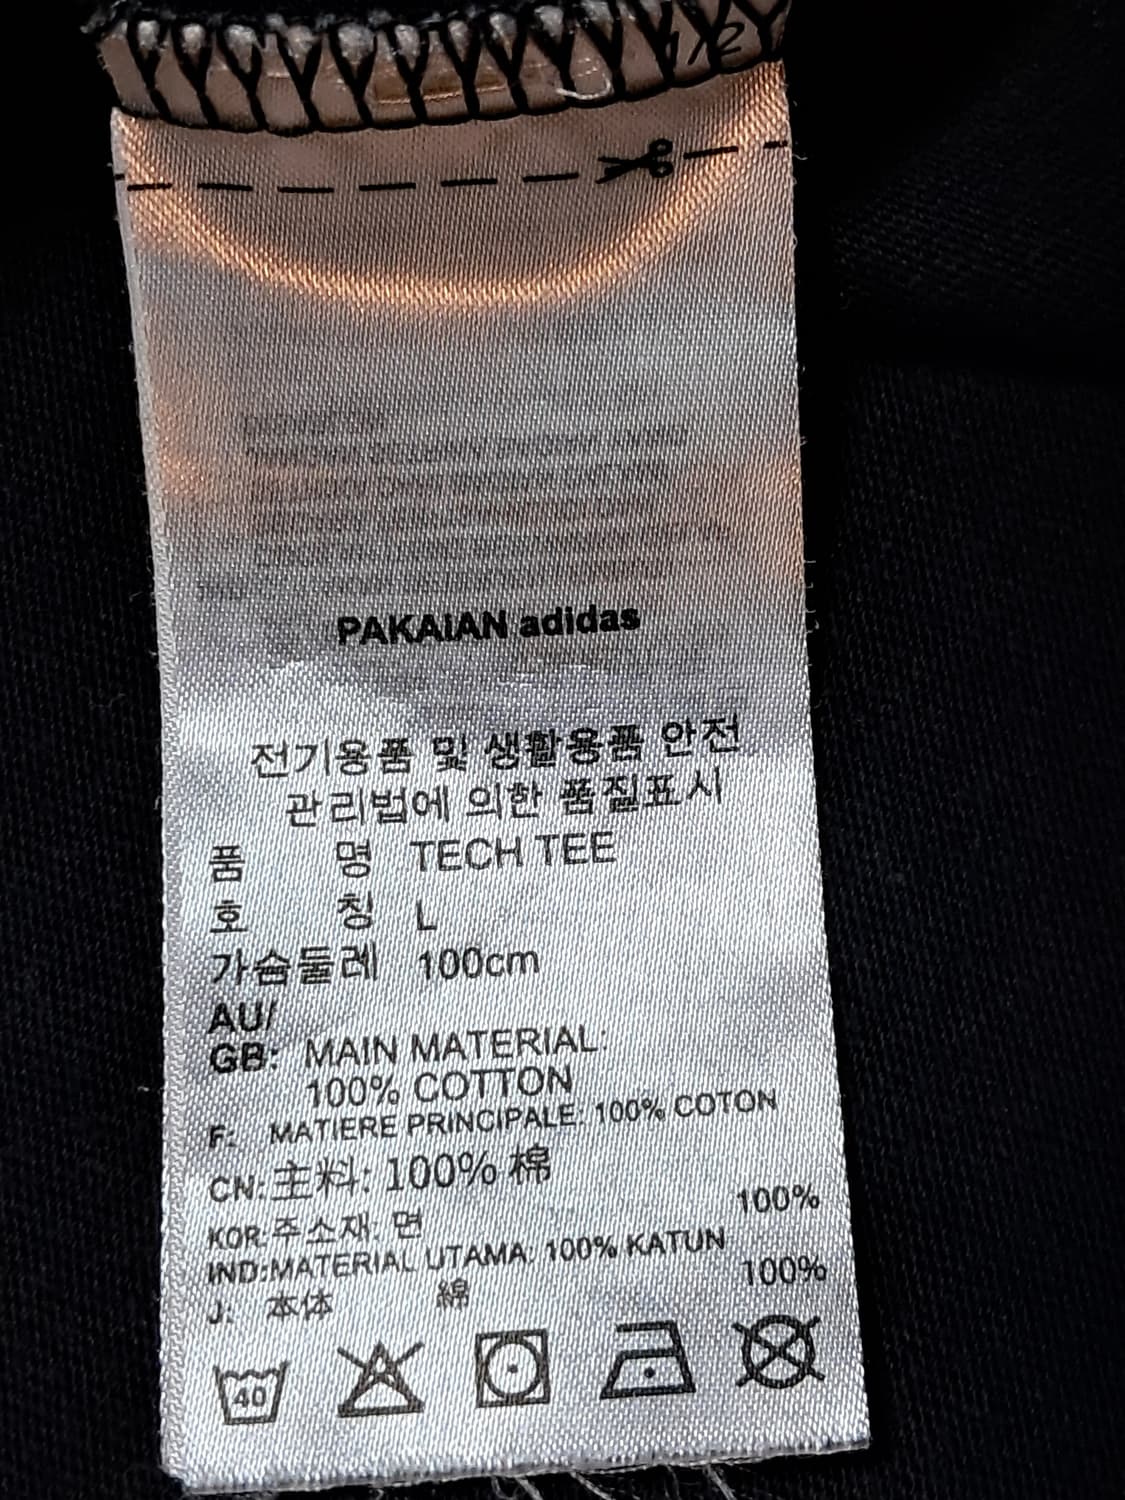 PAKAIAN adidas
전기용품 및 생활용품 안전
관리법에 의한 품질표시
품 명 TECH TEE
호 칭 L
가슴둘레 100cm
AU/
GB: MAIN MATERIAL:
100% COTTON
F: MATIERE PRINCIPALE: 100% COTON
CN: 主料: 100% 棉
KOR: 주소재: 면 100%
IND: MATERIAL UTAMA: 100% KATUN
J: 本体 綿 100%
40